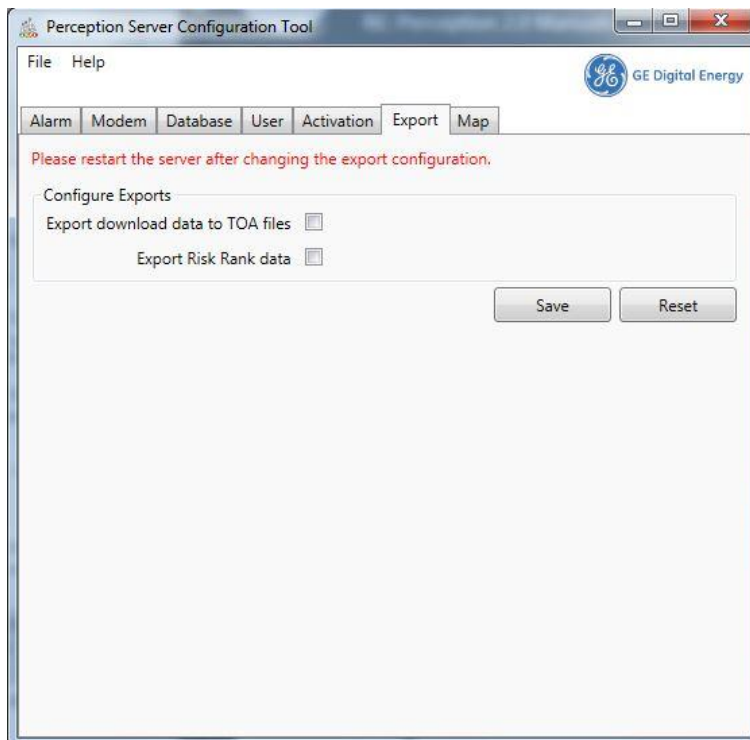 Perception Server Configuration Tool
File Help
GE Digital Energy
Alarm Modem Database User Activation Export Map
Please restart the server after changing the export configuration.
Configure Exports
Export download data to TOA files
Export Risk Rank data
Save Reset